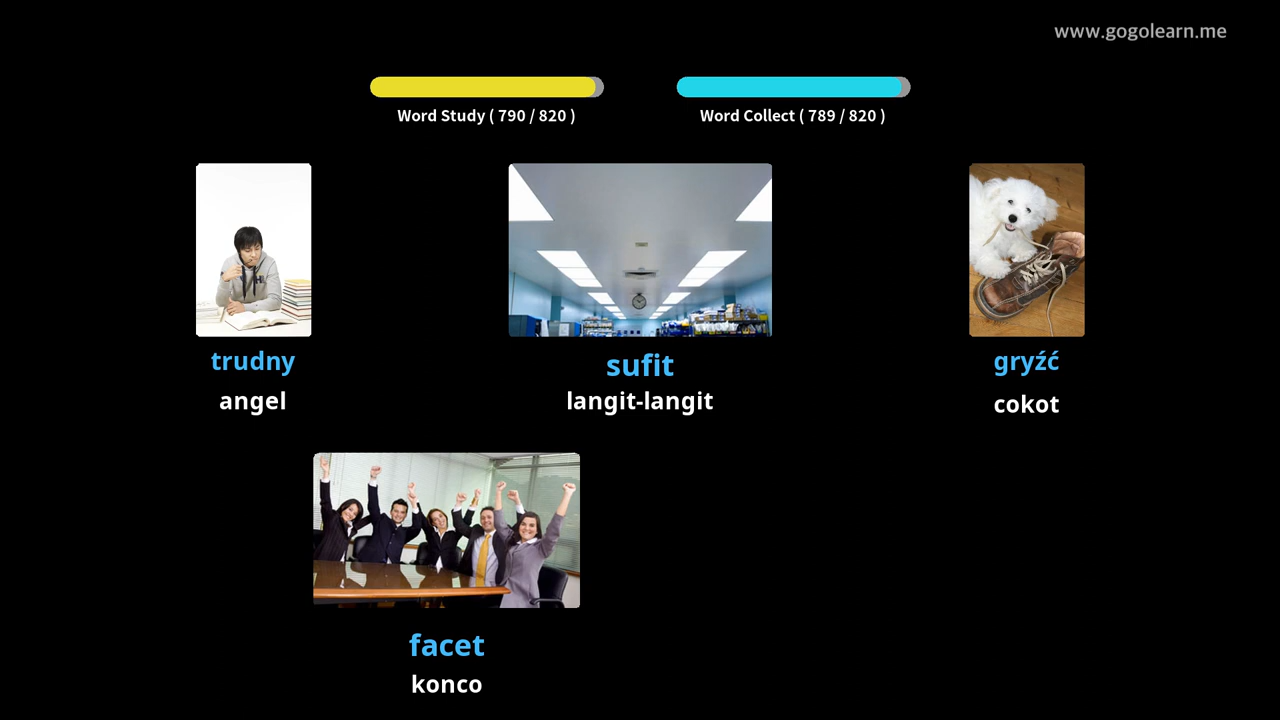 www.gogolearn.me
Word Study ( 790 / 820 )
Word Collect ( 789 / 820 )
trudny
angel
sufit
langit-langit
gryźć
cokot
facet
konco